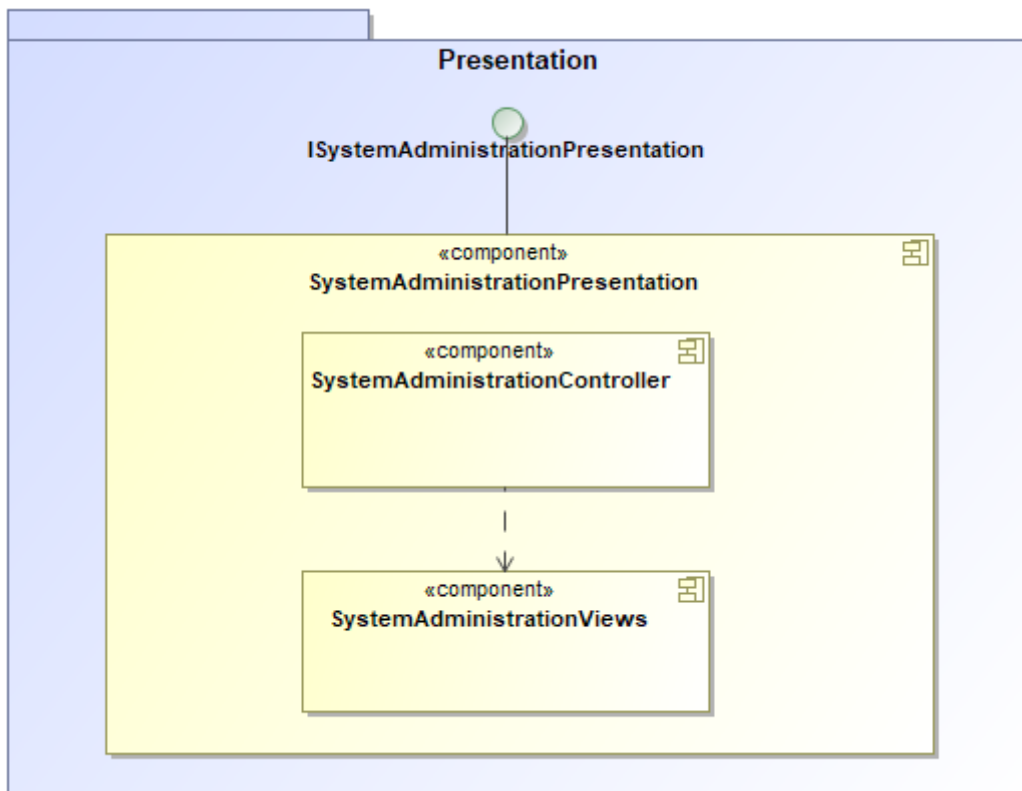 Presentation
ISystemAdministrationPresentation
«component»
SystemAdministrationPresentation
«component»
SystemAdministrationController
«component»
SystemAdministrationViews